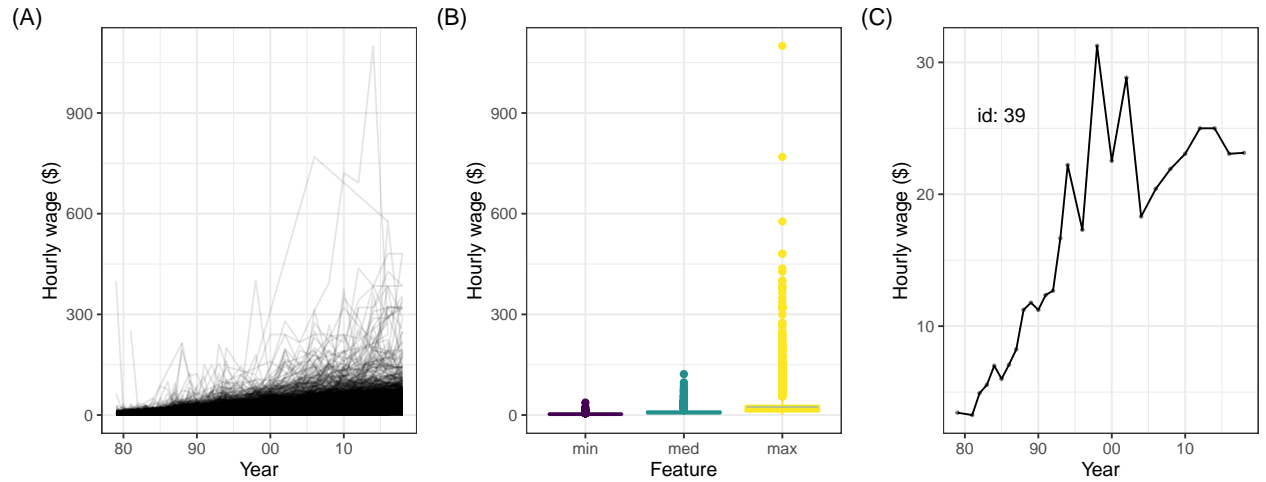 (A)
Hourly wage ($)
900
600
300
0
80 90 00 10
Year
(B)
Hourly wage ($)
900
600
300
0
min med max
Feature
(C)
Hourly wage ($)
30
20
10
id: 39
80 90 00 10
Year